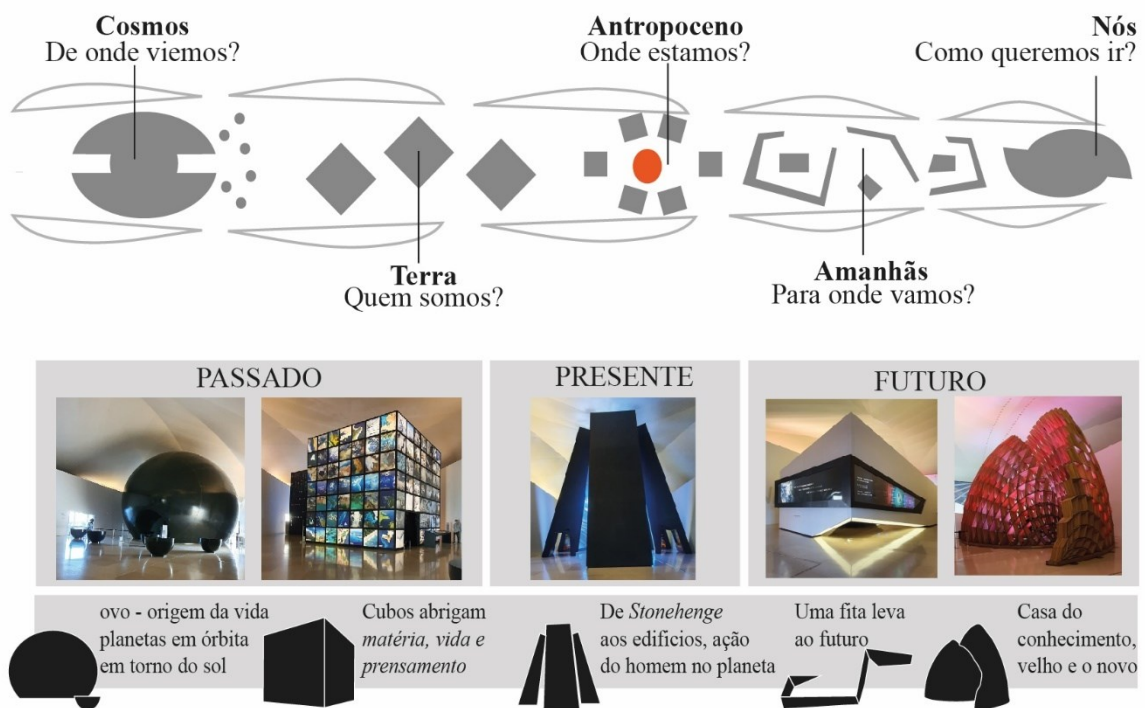 Cosmos
De onde viemos?
Antropoceno
Onde estamos?
Nós
Como queremos ir?
Terra
Quem somos?
Amanhãs
Para onde vamos?
PASSADO
PRESENTE
FUTURO
ovo - origem da vida
planetas em órbita
em torno do sol
Cubos abrigam
matéria, vida e
prensamento
De Stonehenge
aos edificios, ação
do homem no planeta
Uma fita leva
ao futuro
Casa do
conhecimento,
velho e o novo